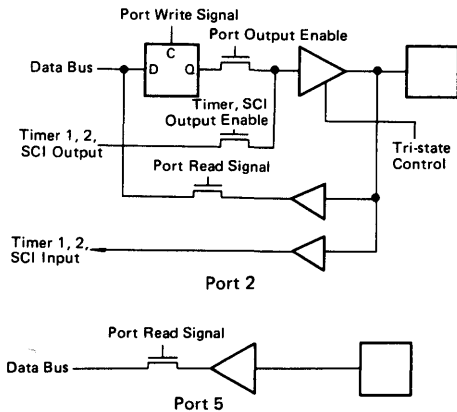 Port Write Signal
Port Output Enable
C
Data Bus
D
Q
Timer, SCI
Output Enable
Timer 1, 2,
SCI Output
Port Read Signal
Tri-state
Control
Timer 1, 2,
SCI Input
Port 2
Port Read Signal
Data Bus
Port 5